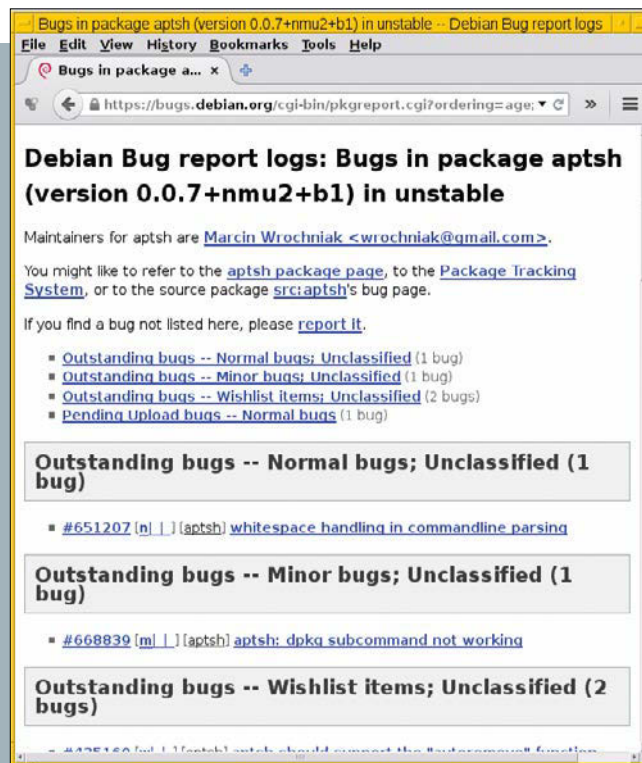 Bugs in package aptsh (version 0.0.7+nmu2+b1) in unstable -- Debian Bug report logs
File Edit View History Bookmarks Tools Help
Bugs in package a... ×
https://bugs.debian.org/cgi-bin/pkgreport.cgi?ordering=age;
Debian Bug report logs: Bugs in package aptsh
(version 0.0.7+nmu2+b1) in unstable
Maintainers for aptsh are Marcin Wrochniak <wrochniak@gmail.com>.
You might like to refer to the aptsh package page, to the Package Tracking
System, or to the source package src:aptsh's bug page.
If you find a bug not listed here, please report it.
Outstanding bugs -- Normal bugs; Unclassified (1 bug)
Outstanding bugs -- Minor bugs; Unclassified (1 bug)
Outstanding bugs -- Wishlist items; Unclassified (2 bugs)
Pending Upload bugs -- Normal bugs (1 bug)
Outstanding bugs -- Normal bugs; Unclassified (1
bug)
#651207 [n| | ] [aptsh] whitespace handling in commandline parsing
Outstanding bugs -- Minor bugs; Unclassified (1
bug)
#668839 [m| | ] [aptsh] aptsh: dpkg subcommand not working
Outstanding bugs -- Wishlist items; Unclassified (2
bugs)
[aptsh] aptsh should support the "autoremove" function